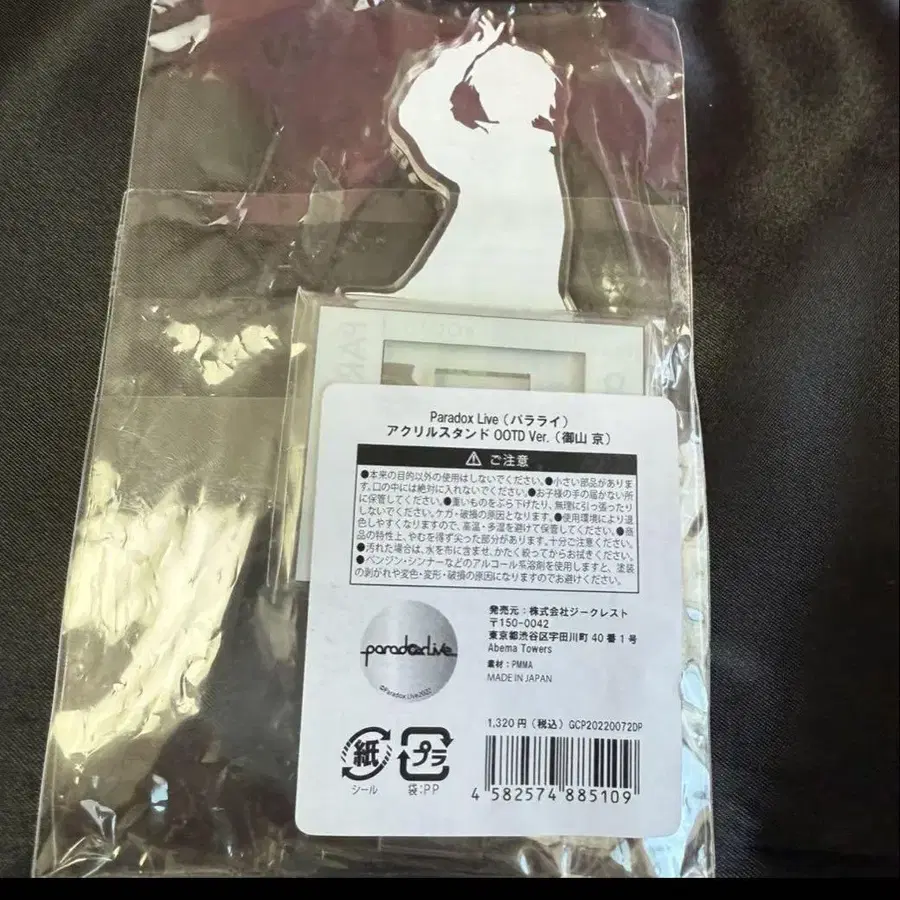 Paradox Live（パラライ）
アクリルスタンド OOTD Ver.（御山 京）
⚠ ご注意
●本来の目的以外の使用はしないでください。●小さい部品がありま
す。口の中には絶対に入れないでください。●お子様の手の届かない所
に保管してください。●重いものをぶら下げたり、無理に引っ張ったり
しないでください。ケガ・破損の原因となります。●使用環境により退
色しやすくなりますので、高温・多湿を避けて保管してください。●商
品の特性上、やむを得ず尖った部分があります。十分ご注意ください。
●汚れた場合は、水を布に含ませ、かたく絞ってからお拭きください。
●ベンジン・シンナーなどのアルコール系溶剤を使用しますと、塗装
の剥がれや変色・変形・破損の原因になりますのでお避けください。
paradoxlive
©Paradox Live2022
発売元：株式会社ジークレスト
〒150-0042
東京都渋谷区宇田川町 40 番 1 号
Abema Towers
素材：PMMA
MADE IN JAPAN
1,320 円（税込） GCP20220072DP
紙
シール
プラ
袋：PP
4 582574 885109